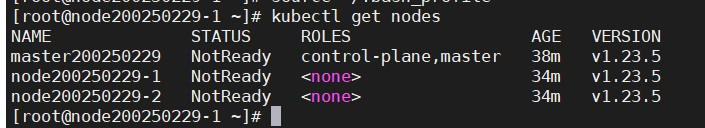 [root@node200250229-1 ~]# kubectl get nodes
NAME STATUS ROLES AGE VERSION
master200250229 NotReady control-plane,master 38m v1.23.5
node200250229-1 NotReady <none> 34m v1.23.5
node200250229-2 NotReady <none> 34m v1.23.5
[root@node200250229-1 ~]#